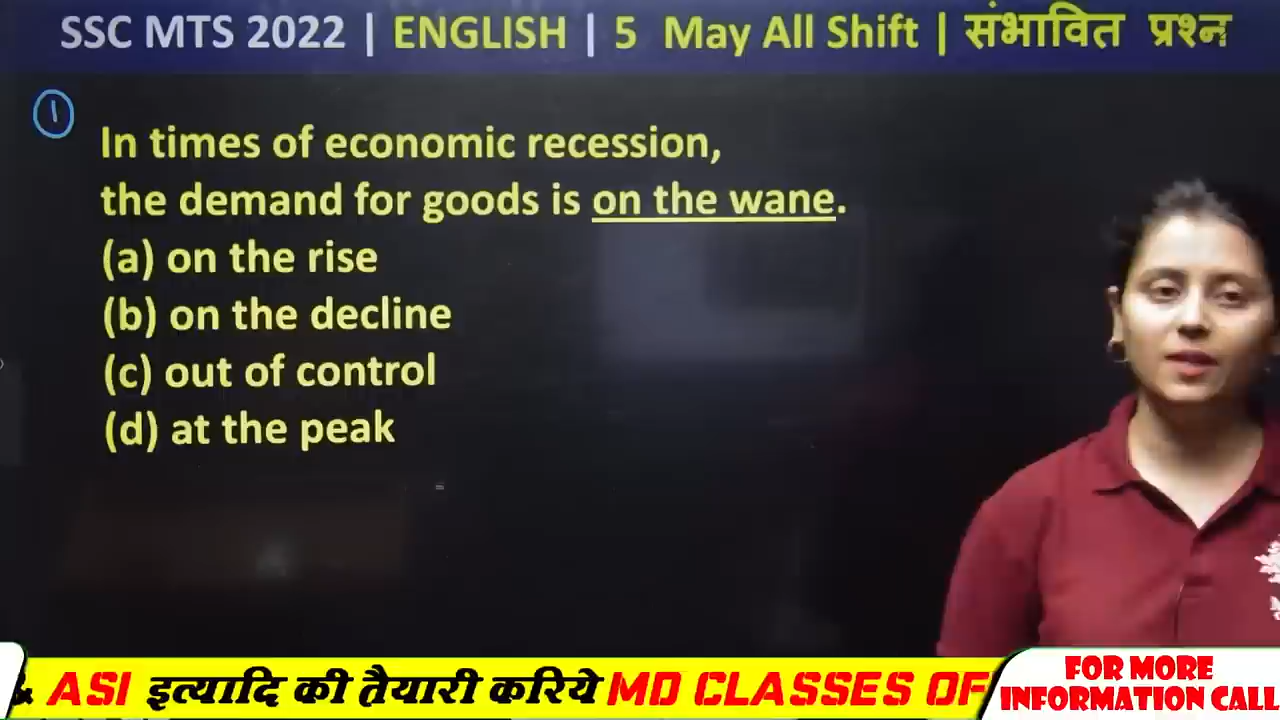 SSC MTS 2022 | ENGLISH | 5 May All Shift | संभावित प्रश्न
1
In times of economic recession,
the demand for goods is on the wane.
(a) on the rise
(b) on the decline
(c) out of control
(d) at the peak
& ASI इत्यादि की तैयारी करिये MD CLASSES OF
FOR MORE
INFORMATION CALL